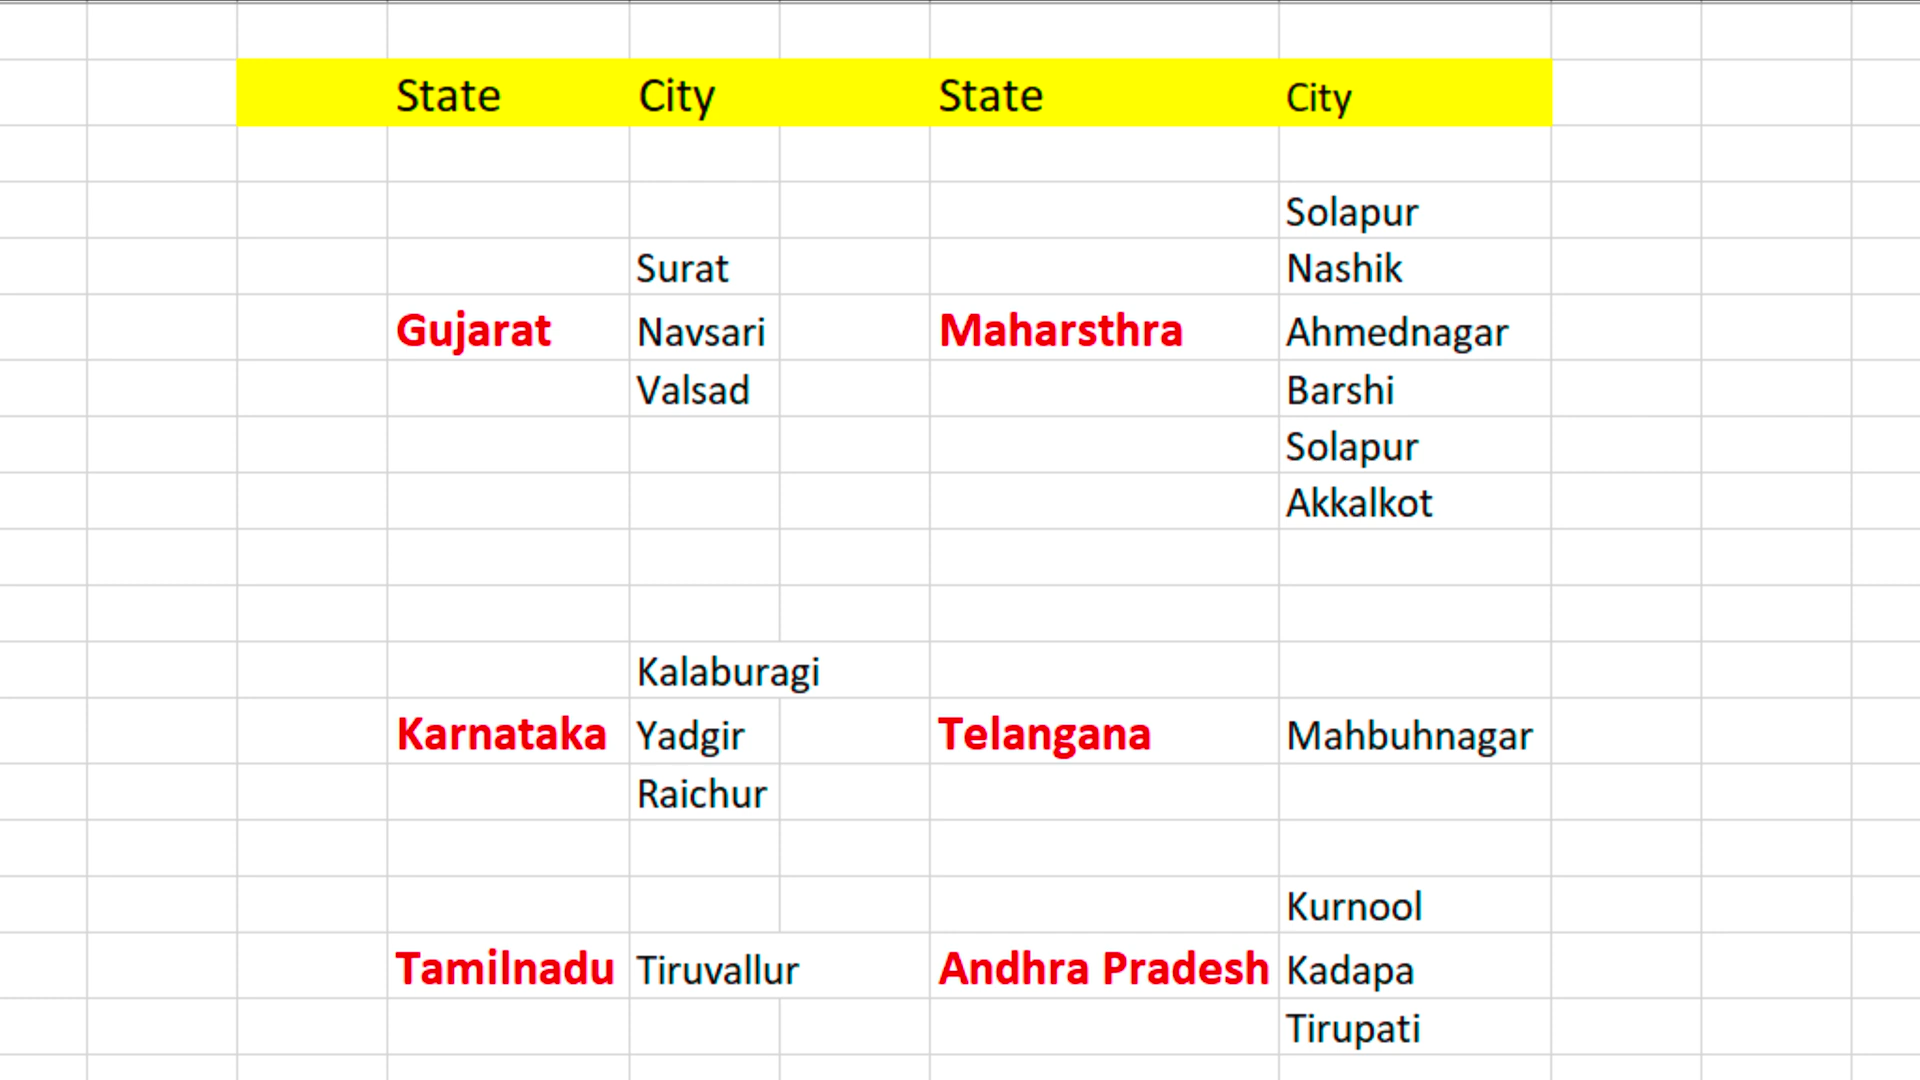 State City State City
Solapur
Surat Nashik
Gujarat Navsari Maharsthra Ahmednagar
Valsad Barshi
Solapur
Akkalkot
Kalaburagi
Karnataka Yadgir Telangana Mahbuhnagar
Raichur
Kurnool
Tamilnadu Tiruvallur Andhra Pradesh Kadapa
Tirupati